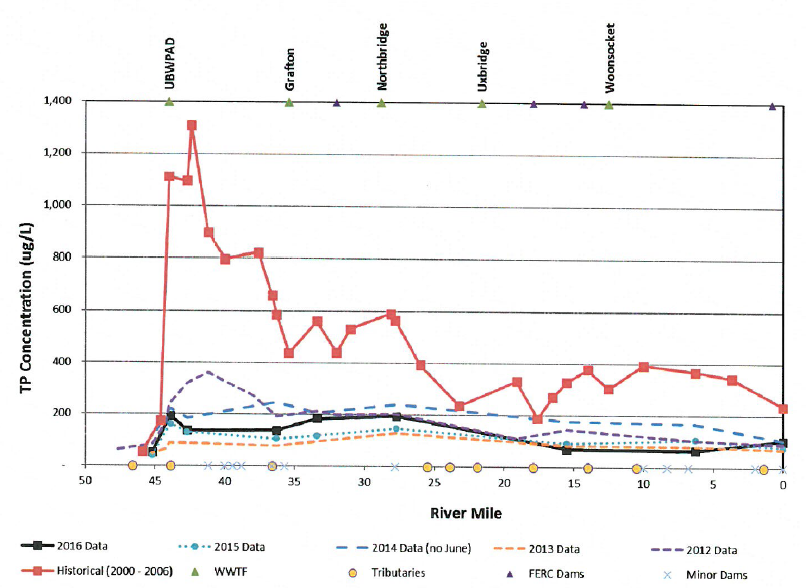 UBWPAD
Grafton
Northbridge
Uxbridge
Woonsocket
1,400
1,200
1,000
800
600
400
200
-
TP Concentration (ug/L)
50 45 40 35 30 25 20 15 10 5 0
River Mile
2016 Data 2015 Data 2014 Data (no June) 2013 Data 2012 Data
Historical (2000 - 2006) WWTF Tributaries FERC Dams Minor Dams